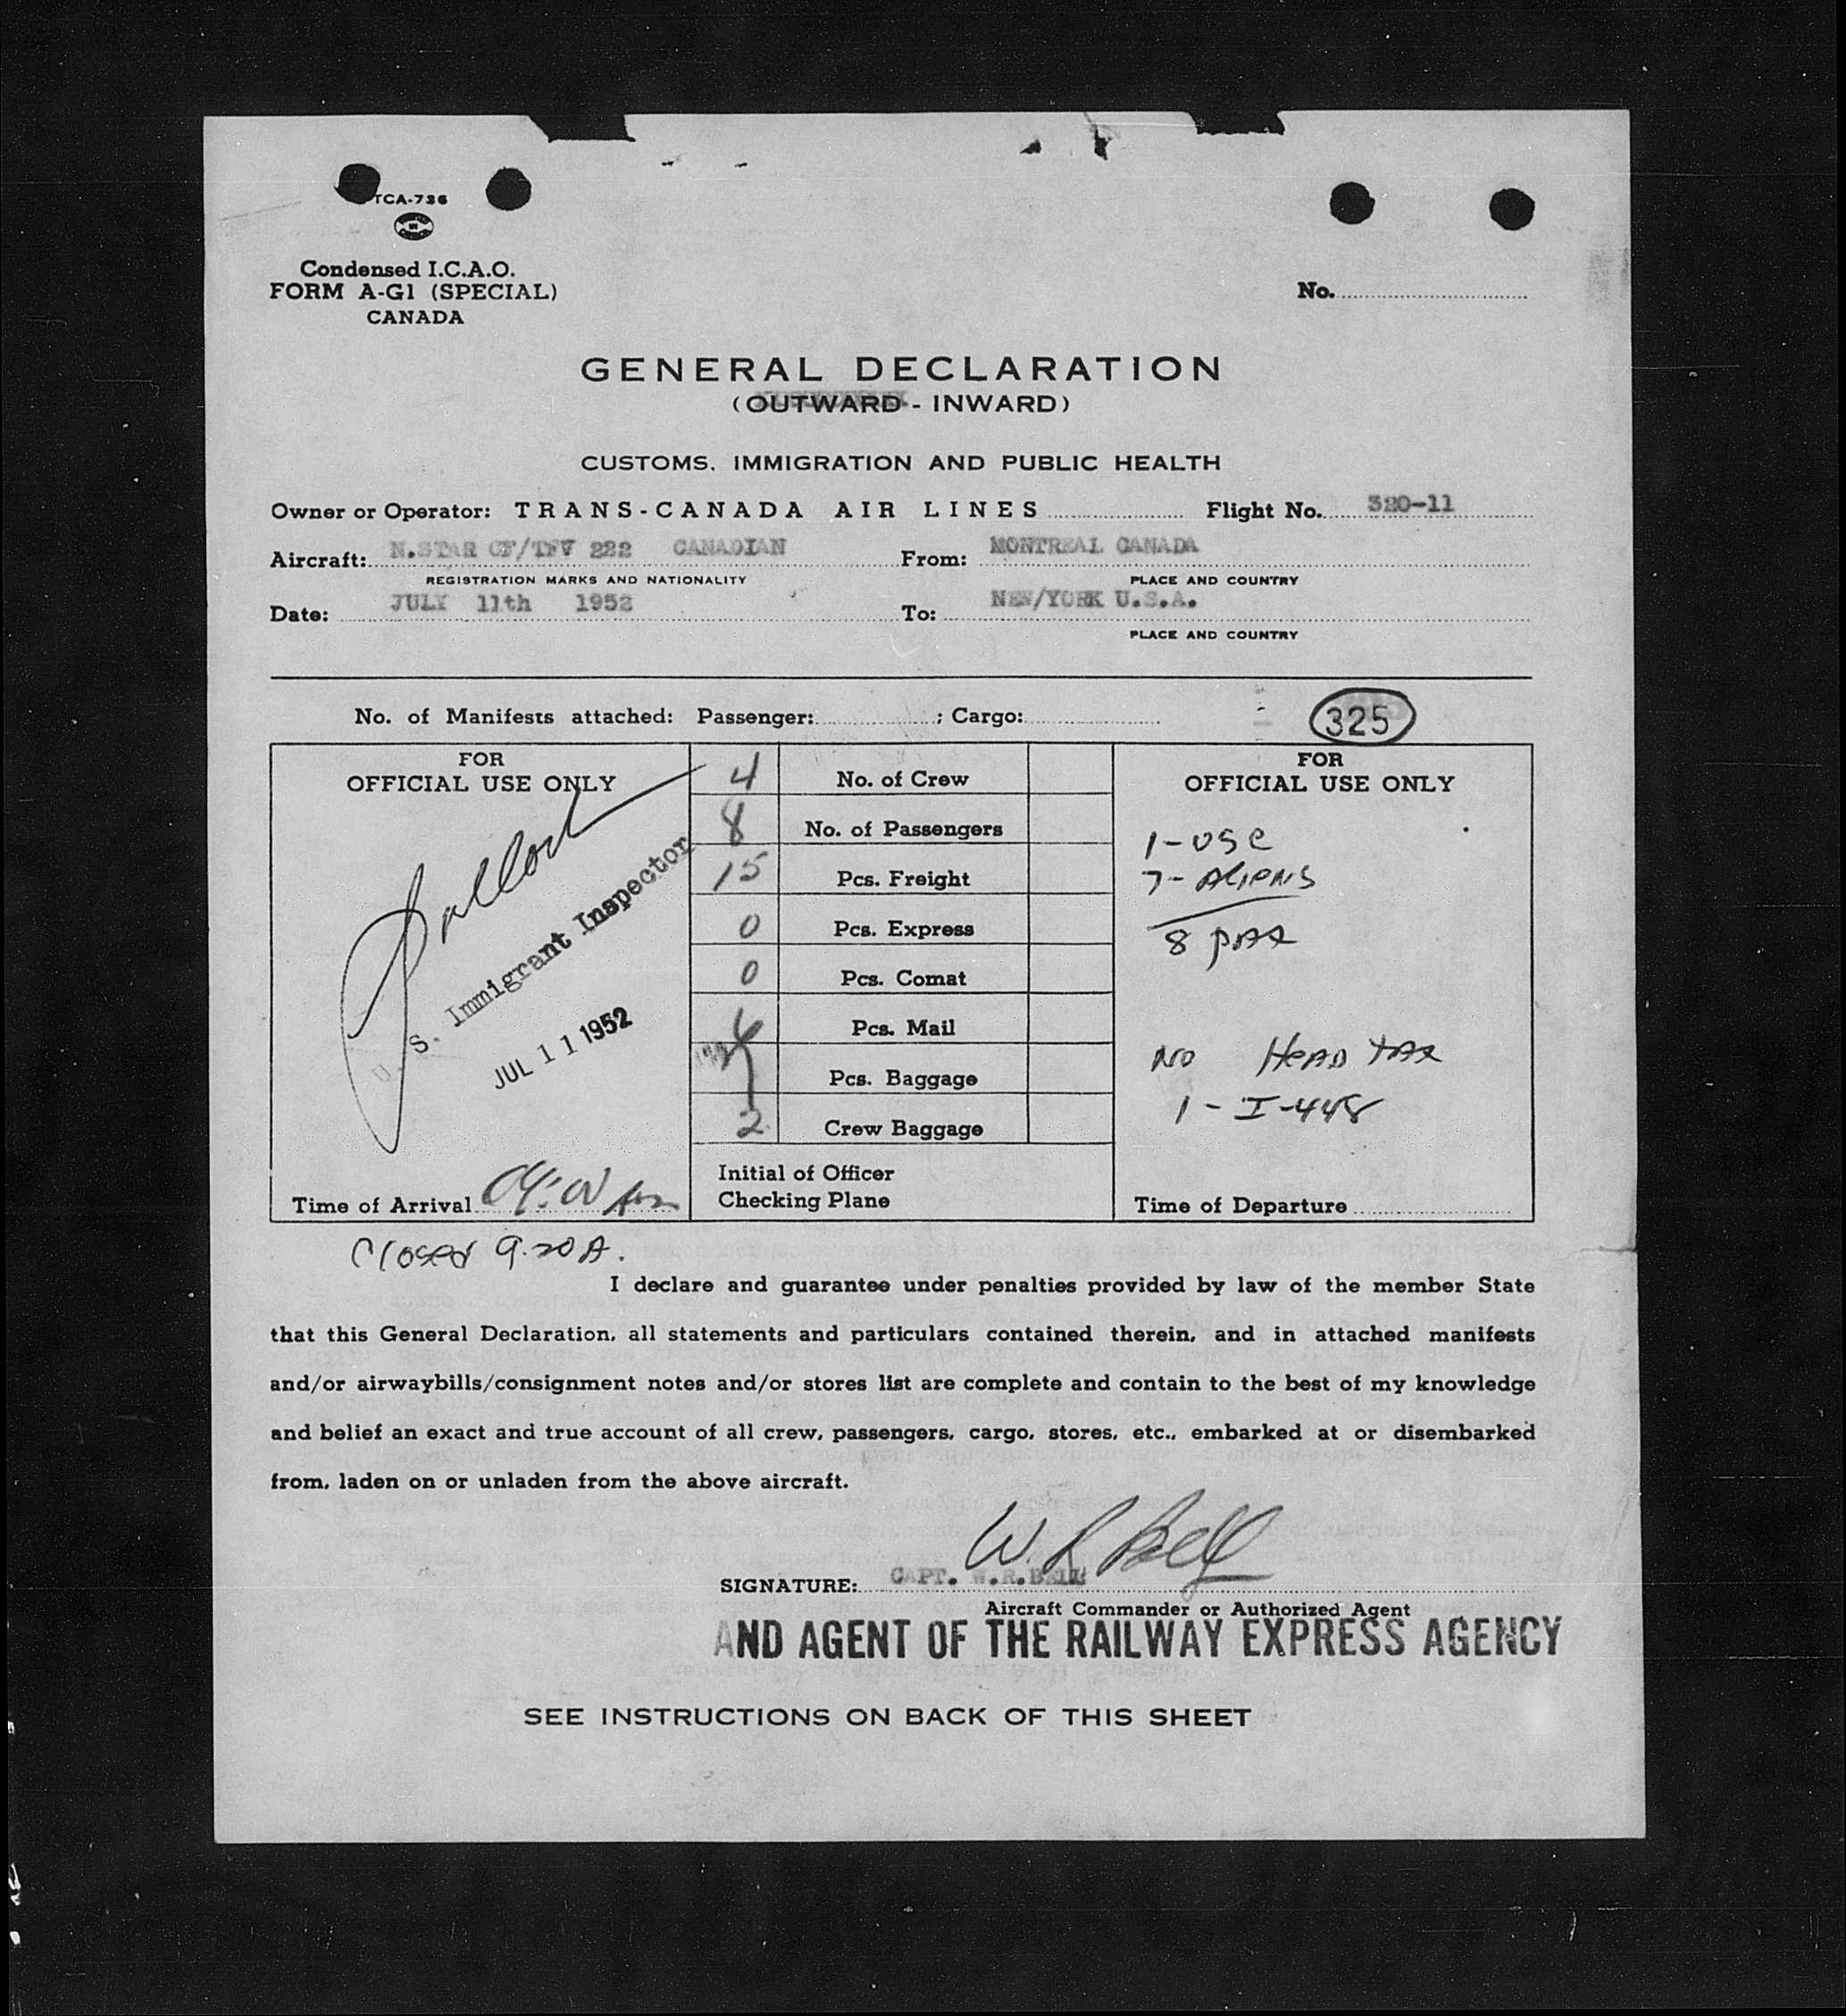 TCA-736
Condensed I.C.A.O.
FORM A-G1 (SPECIAL)
CANADA
No.
GENERAL DECLARATION
(OUTWARD - INWARD)
CUSTOMS, IMMIGRATION AND PUBLIC HEALTH
Owner or Operator: TRANS-CANADA AIR LINES Flight No. 320-11
Aircraft: N.STAR CF/TFV 222 CANADIAN From: MONTREAL CANADA
REGISTRATION MARKS AND NATIONALITY PLACE AND COUNTRY
Date: JULY 11th 1952 To: NEW/YORK U.S.A.
PLACE AND COUNTRY
No. of Manifests attached: Passenger: ; Cargo: 325
FOR
OFFICIAL USE ONLY
U. S. Immigrant Inspector
JUL 11 1952
Time of Arrival 09:00 Am
4 No. of Crew
8 No. of Passengers
15 Pcs. Freight
0 Pcs. Express
0 Pcs. Comat
Pcs. Mail
Pcs. Baggage
2 Crew Baggage
Initial of Officer
Checking Plane
FOR
OFFICIAL USE ONLY
1-USC
7-Aliens
8 pax
No Head tax
1 - I-448
Time of Departure
Closed 9.20 A.
I declare and guarantee under penalties provided by law of the member State
that this General Declaration, all statements and particulars contained therein, and in attached manifests
and/or airwaybills/consignment notes and/or stores list are complete and contain to the best of my knowledge
and belief an exact and true account of all crew, passengers, cargo, stores, etc., embarked at or disembarked
from, laden on or unladen from the above aircraft.
W. R Bell
SIGNATURE: CAPT. W.R.BELL
Aircraft Commander or Authorized Agent
AND AGENT OF THE RAILWAY EXPRESS AGENCY
SEE INSTRUCTIONS ON BACK OF THIS SHEET